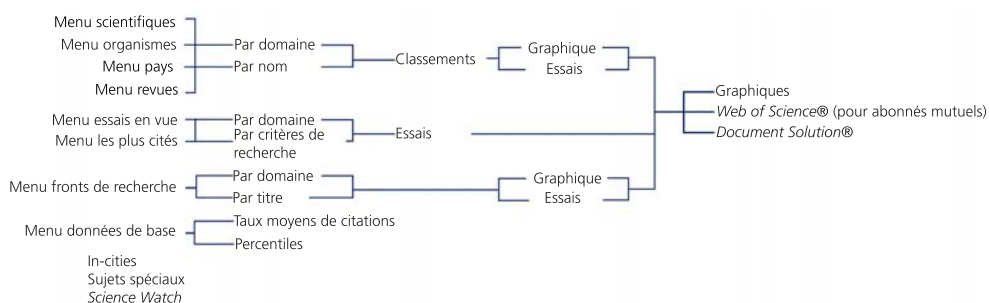 Menu scientifiques
Menu organismes
Menu pays
Menu revues
Par domaine
Par nom
Classements
Graphique
Essais
Menu essais en vue
Menu les plus cités
Par domaine
Par critères de
recherche
Essais
Menu fronts de recherche
Par domaine
Par titre
Graphique
Essais
Graphiques
Web of Science® (pour abonnés mutuels)
Document Solution®
Menu données de base
Taux moyens de citations
Percentiles
In-cities
Sujets spéciaux
Science Watch